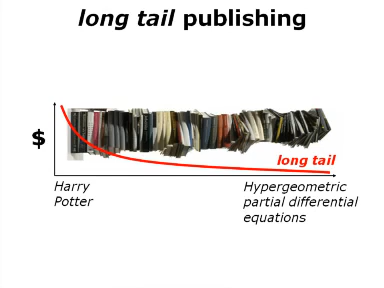 long tail publishing
$
long tail
Harry
Potter
Hypergeometric
partial differential
equations